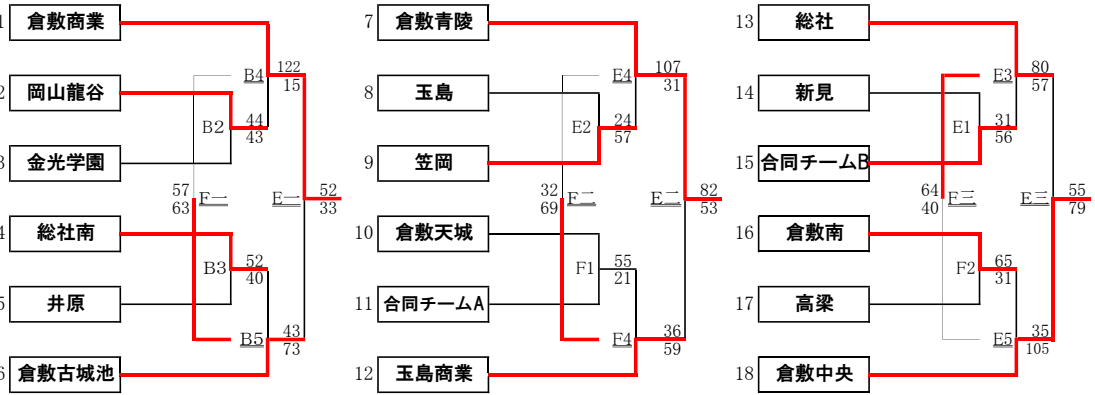 1 倉敷商業
B4 122
15
2 岡山龍谷
B2 44
43
3 金光学園
57
63 F一
E一 52
33
4 総社南
B3 52
40
5 井原
B5 43
73
6 倉敷古城池
7 倉敷青陵
E4 107
31
8 玉島
E2 24
57
9 笠岡
32
69 F二
E二 82
53
10 倉敷天城
F1 55
21
11 合同チームA
F4 36
59
12 玉島商業
13 総社
E3 80
57
14 新見
E1 31
56
15 合同チームB
64
40 F三
E三 55
79
16 倉敷南
F2 65
31
17 高梁
E5 35
105
18 倉敷中央